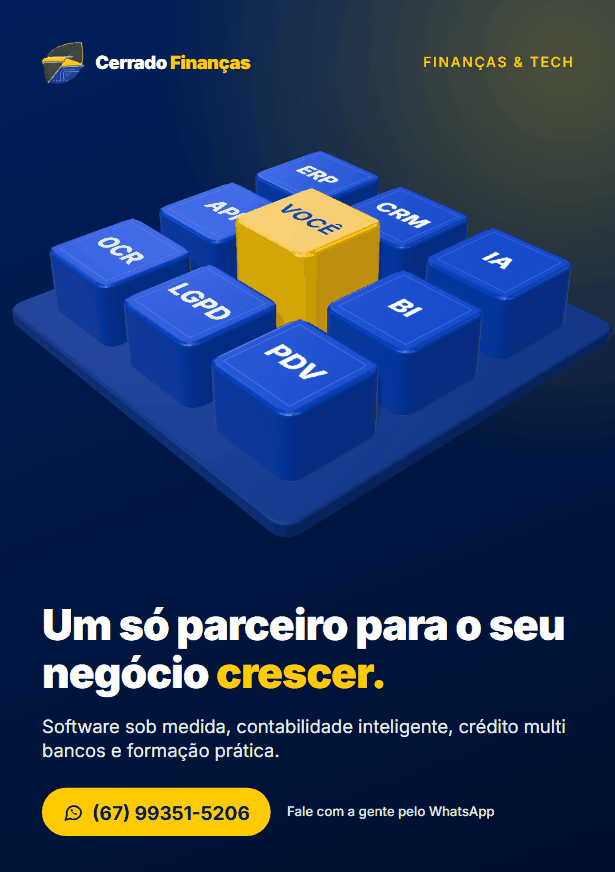 Cerrado Finanças
FINANÇAS & TECH
ERP
API
VOCÊ
CRM
OCR
IA
LGPD
BI
PDV
Um só parceiro para o seu
negócio crescer.
Software sob medida, contabilidade inteligente, crédito multi
bancos e formação prática.
(67) 99351-5206
Fale com a gente pelo WhatsApp